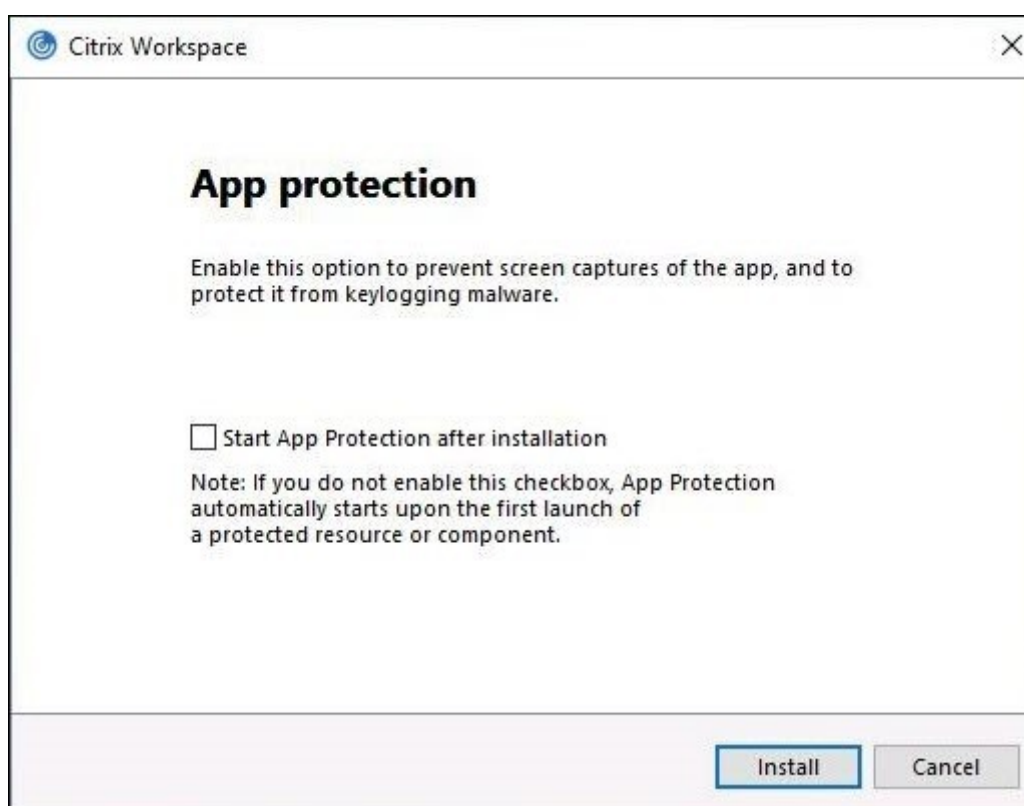 Citrix Workspace
App protection
Enable this option to prevent screen captures of the app, and to
protect it from keylogging malware.
Start App Protection after installation
Note: If you do not enable this checkbox, App Protection
automatically starts upon the first launch of
a protected resource or component.
Install
Cancel